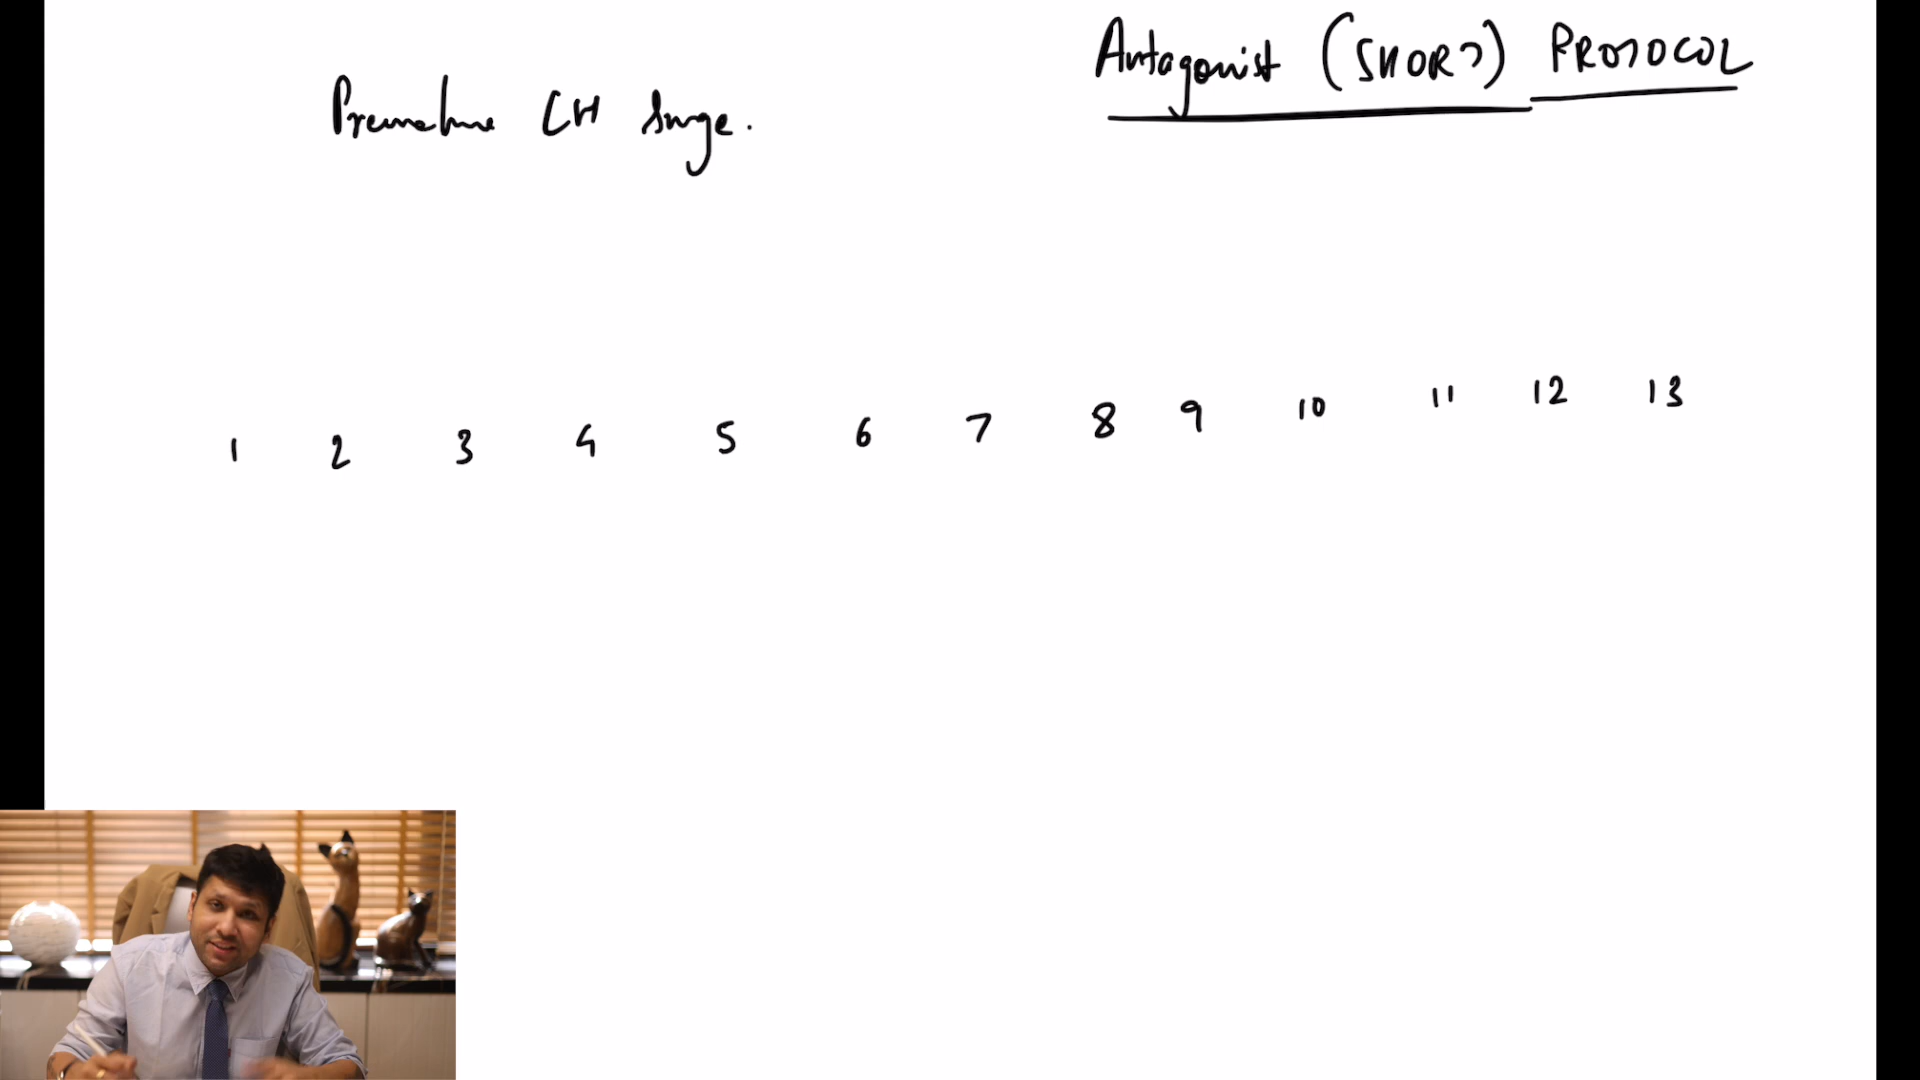 Antagonist (SHORT) PROTOCOL
Premature LH Surge.
1 2 3 4 5 6 7 8 9 10 11 12 13